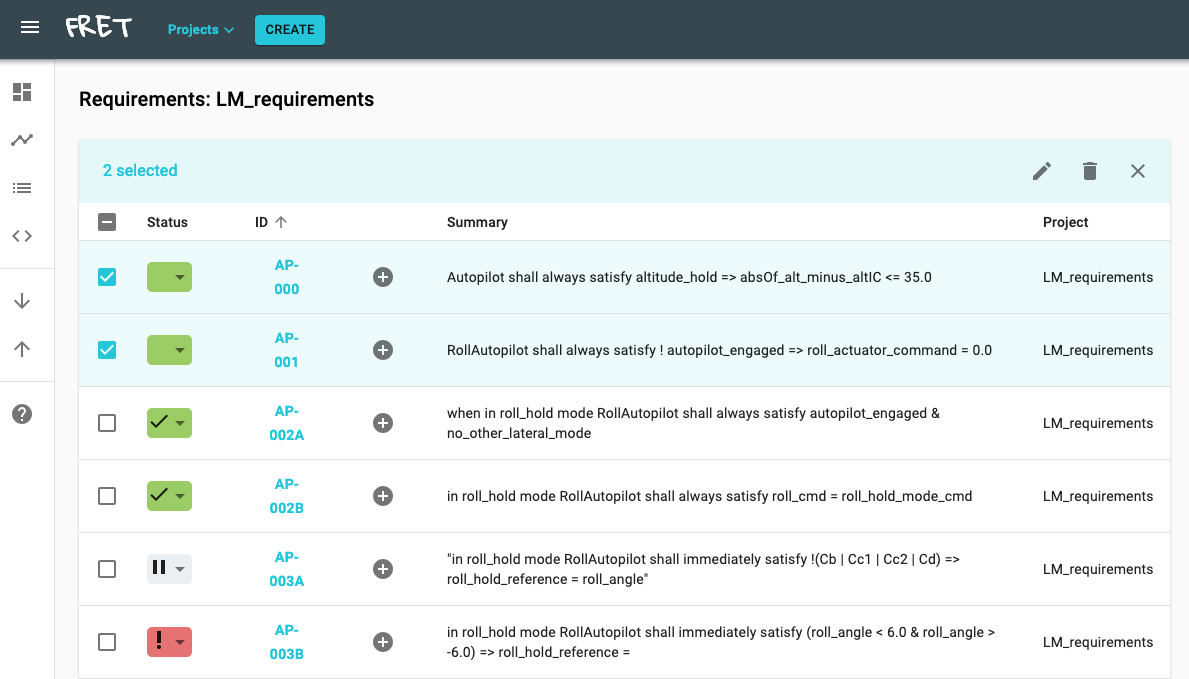 FRET
Projects
CREATE
Requirements: LM_requirements
2 selected
Status
ID
Summary
Project
AP-
000
Autopilot shall always satisfy altitude_hold => absOf_alt_minus_altIC <= 35.0
LM_requirements
AP-
001
RollAutopilot shall always satisfy ! autopilot_engaged => roll_actuator_command = 0.0
LM_requirements
AP-
002A
when in roll_hold mode RollAutopilot shall always satisfy autopilot_engaged &
no_other_lateral_mode
LM_requirements
AP-
002B
in roll_hold mode RollAutopilot shall always satisfy roll_cmd = roll_hold_mode_cmd
LM_requirements
AP-
003A
"in roll_hold mode RollAutopilot shall immediately satisfy !(Cb | Cc1 | Cc2 | Cd) =>
roll_hold_reference = roll_angle"
LM_requirements
AP-
003B
in roll_hold mode RollAutopilot shall immediately satisfy (roll_angle < 6.0 & roll_angle >
-6.0) => roll_hold_reference =
LM_requirements